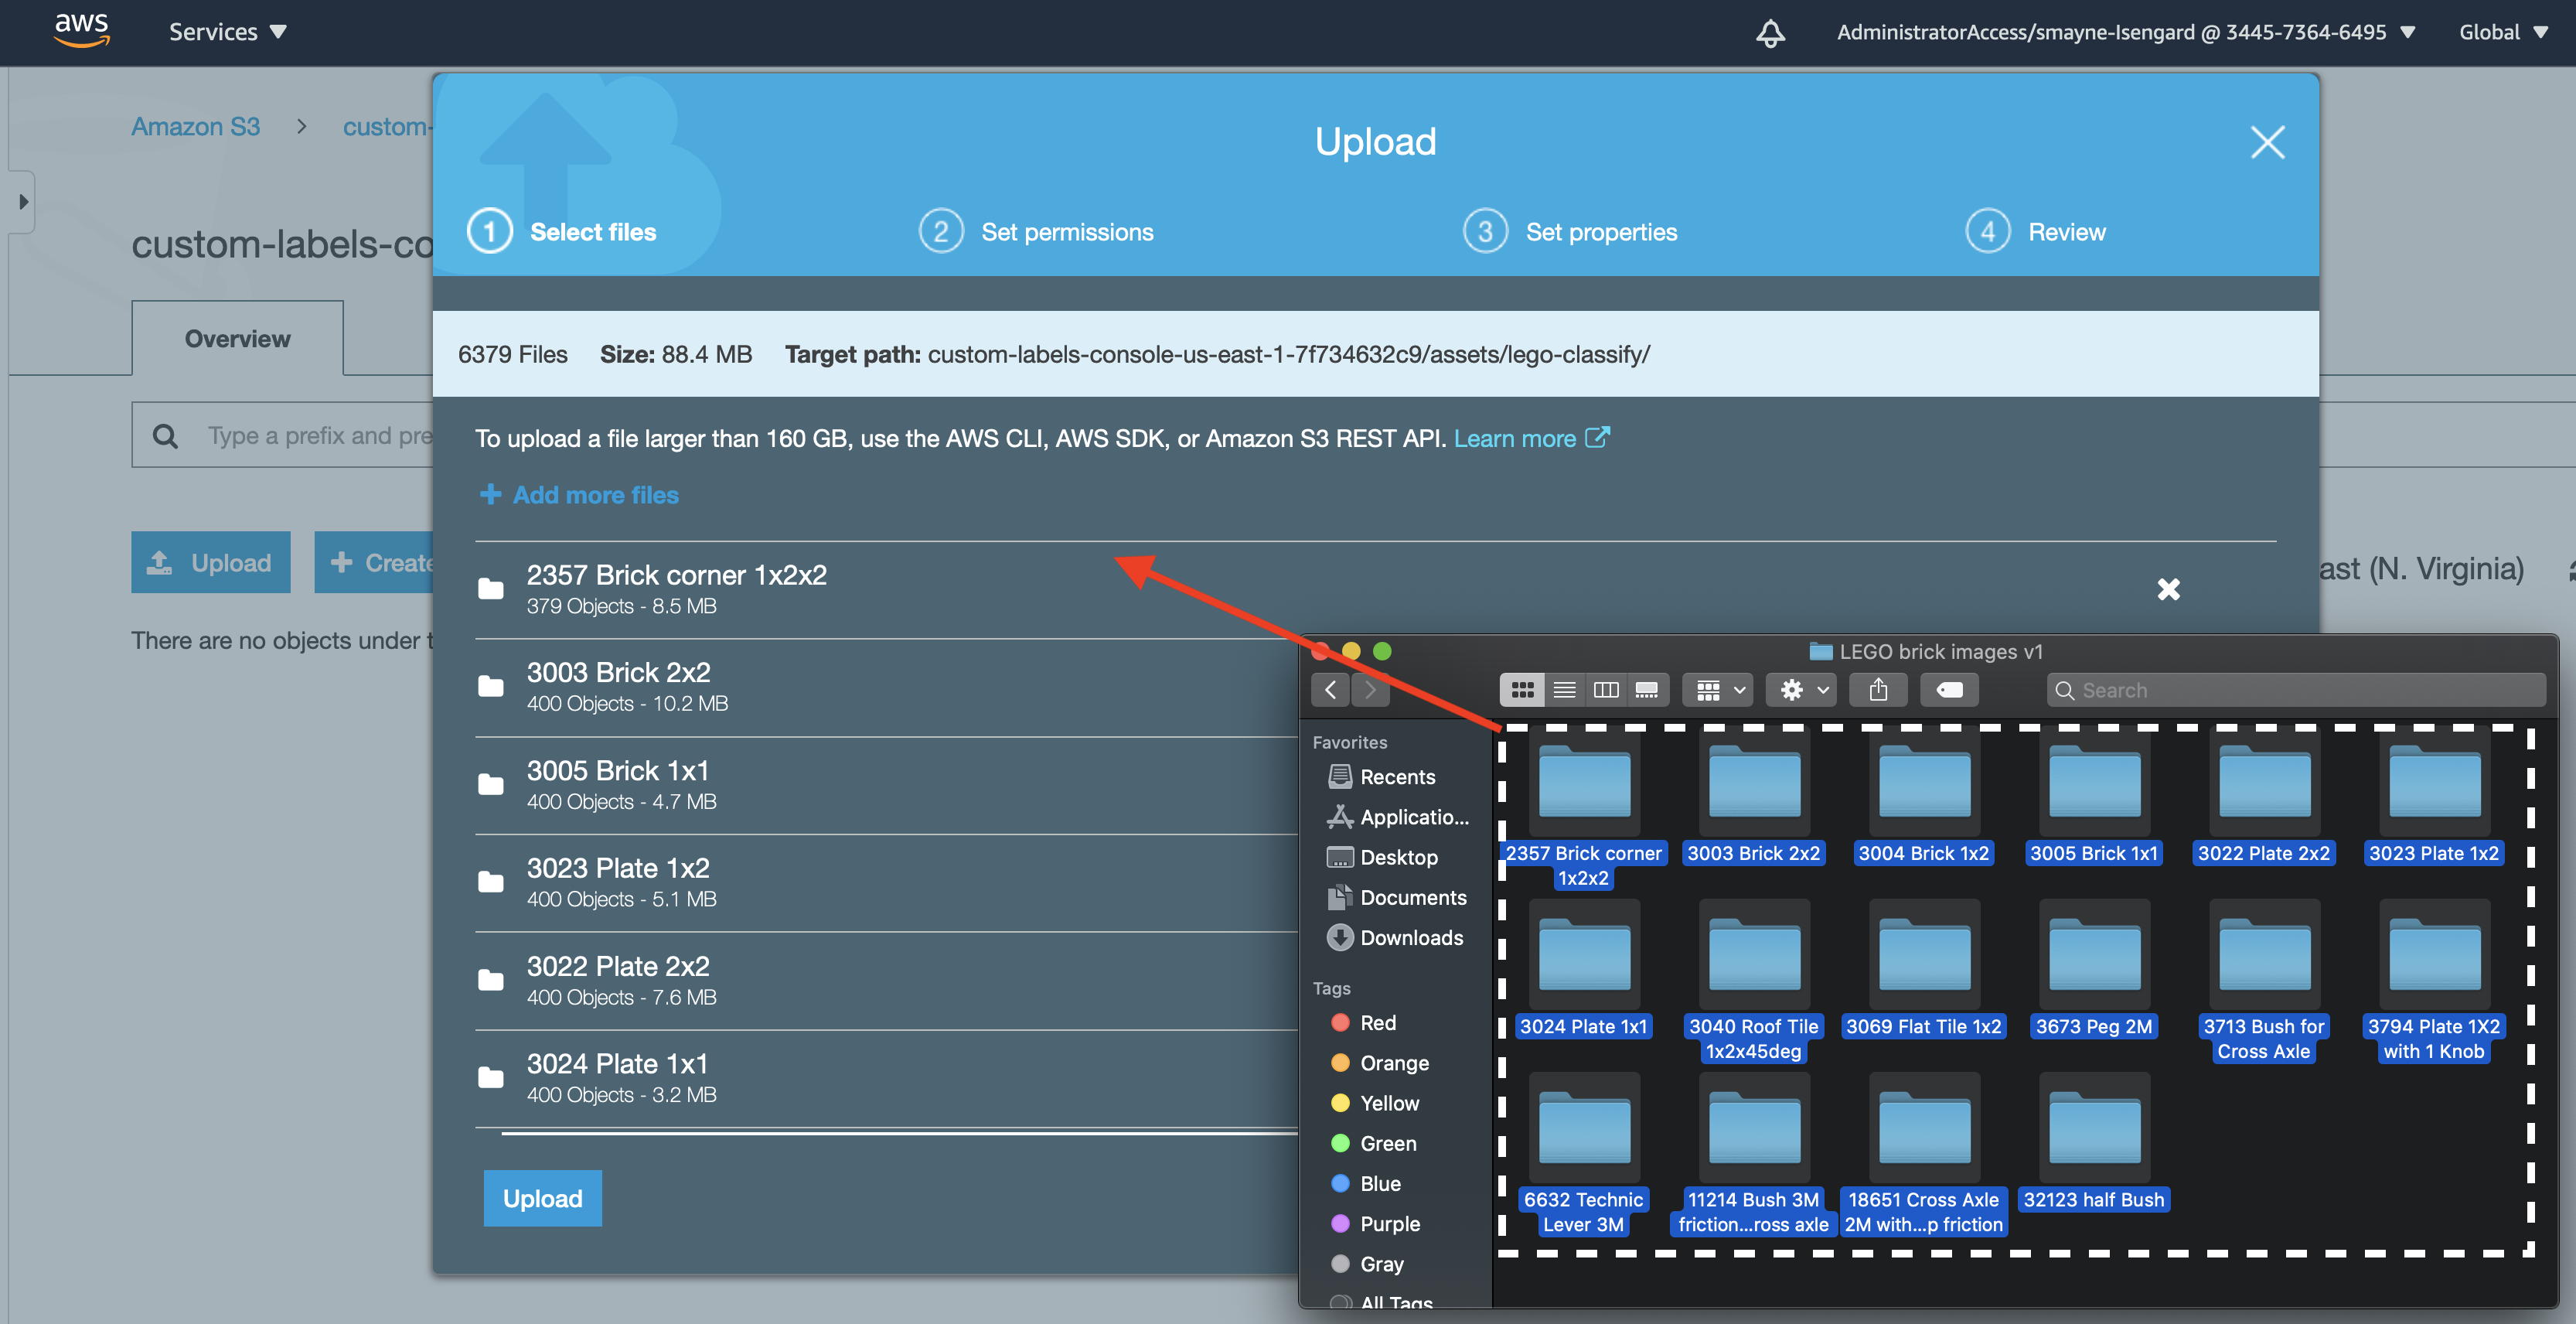 aws
Services
AdministratorAccess/smayne-Isengard @ 3445-7364-6495
Global
Amazon S3
custom-
custom-labels-co
Overview
Type a prefix and pre
Upload
Create
There are no objects under
ast (N. Virginia)
Upload
1 Select files
2 Set permissions
3 Set properties
4 Review
6379 Files Size: 88.4 MB Target path: custom-labels-console-us-east-1-7f734632c9/assets/lego-classify/
To upload a file larger than 160 GB, use the AWS CLI, AWS SDK, or Amazon S3 REST API. Learn more
Add more files
2357 Brick corner 1x2x2
379 Objects - 8.5 MB
3003 Brick 2x2
400 Objects - 10.2 MB
3005 Brick 1x1
400 Objects - 4.7 MB
3023 Plate 1x2
400 Objects - 5.1 MB
3022 Plate 2x2
400 Objects - 7.6 MB
3024 Plate 1x1
400 Objects - 3.2 MB
Upload
LEGO brick images v1
Search
Favorites
Recents
Applicatio...
Desktop
Documents
Downloads
Tags
Red
Orange
Yellow
Green
Blue
Purple
Gray
All Tags
2357 Brick corner
1x2x2
3003 Brick 2x2
3004 Brick 1x2
3005 Brick 1x1
3022 Plate 2x2
3023 Plate 1x2
3024 Plate 1x1
3040 Roof Tile
1x2x45deg
3069 Flat Tile 1x2
3673 Peg 2M
3713 Bush for
Cross Axle
3794 Plate 1X2
with 1 Knob
6632 Technic
Lever 3M
11214 Bush 3M
friction...ross axle
18651 Cross Axle
2M with...p friction
32123 half Bush